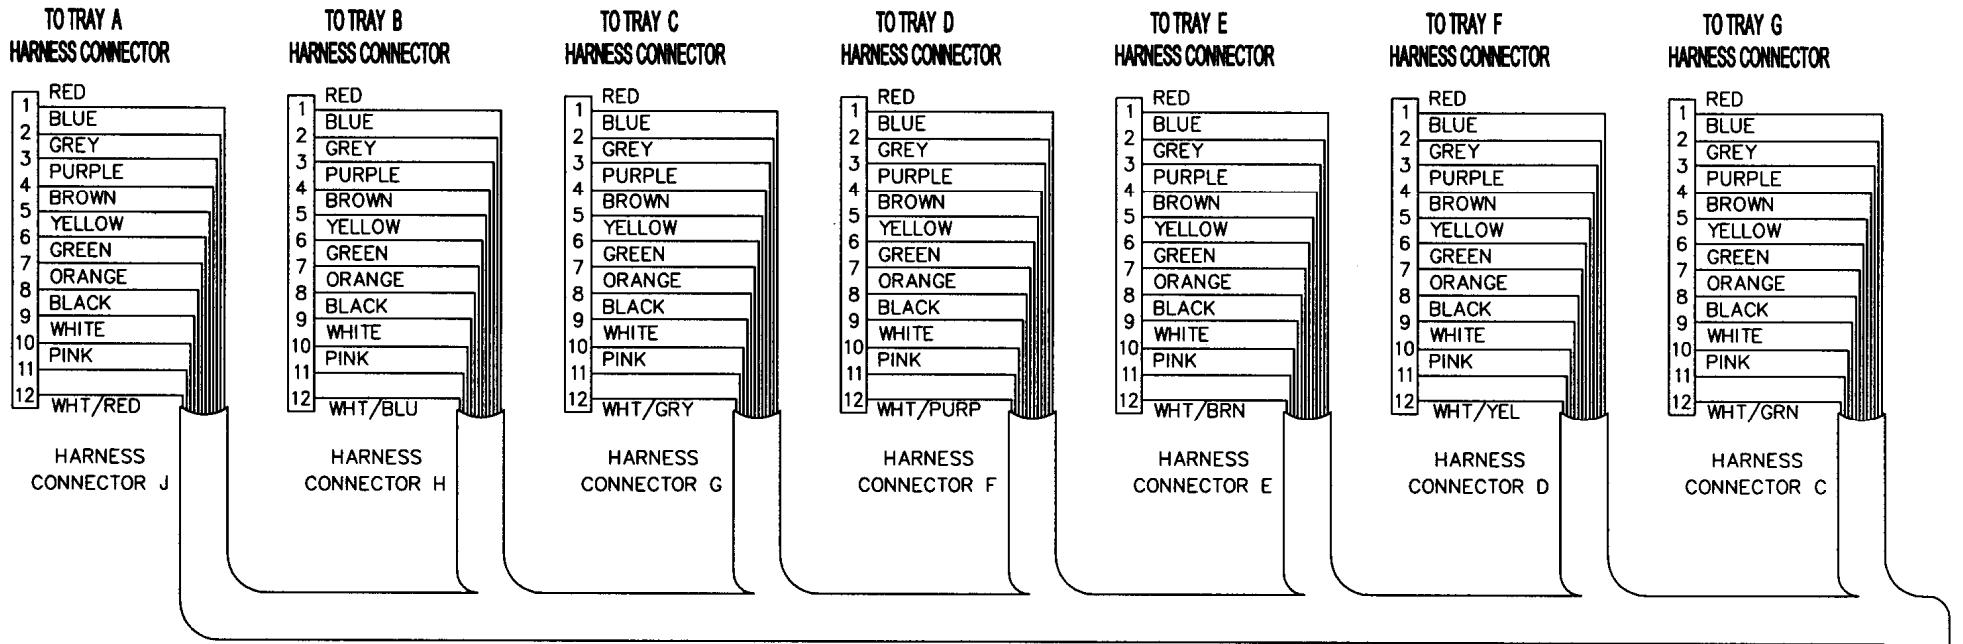 TO TRAY A
HARNESS CONNECTOR
1 RED
2 BLUE
3 GREY
4 PURPLE
5 BROWN
6 YELLOW
7 GREEN
8 ORANGE
9 BLACK
10 WHITE
11 PINK
12 WHT/RED
HARNESS
CONNECTOR J
TO TRAY B
HARNESS CONNECTOR
1 RED
2 BLUE
3 GREY
4 PURPLE
5 BROWN
6 YELLOW
7 GREEN
8 ORANGE
9 BLACK
10 WHITE
11 PINK
12 WHT/BLU
HARNESS
CONNECTOR H
TO TRAY C
HARNESS CONNECTOR
1 RED
2 BLUE
3 GREY
4 PURPLE
5 BROWN
6 YELLOW
7 GREEN
8 ORANGE
9 BLACK
10 WHITE
11 PINK
12 WHT/GRY
HARNESS
CONNECTOR G
TO TRAY D
HARNESS CONNECTOR
1 RED
2 BLUE
3 GREY
4 PURPLE
5 BROWN
6 YELLOW
7 GREEN
8 ORANGE
9 BLACK
10 WHITE
11 PINK
12 WHT/PURP
HARNESS
CONNECTOR F
TO TRAY E
HARNESS CONNECTOR
1 RED
2 BLUE
3 GREY
4 PURPLE
5 BROWN
6 YELLOW
7 GREEN
8 ORANGE
9 BLACK
10 WHITE
11 PINK
12 WHT/BRN
HARNESS
CONNECTOR E
TO TRAY F
HARNESS CONNECTOR
1 RED
2 BLUE
3 GREY
4 PURPLE
5 BROWN
6 YELLOW
7 GREEN
8 ORANGE
9 BLACK
10 WHITE
11 PINK
12 WHT/YEL
HARNESS
CONNECTOR D
TO TRAY G
HARNESS CONNECTOR
1 RED
2 BLUE
3 GREY
4 PURPLE
5 BROWN
6 YELLOW
7 GREEN
8 ORANGE
9 BLACK
10 WHITE
11 PINK
12 WHT/GRN
HARNESS
CONNECTOR C